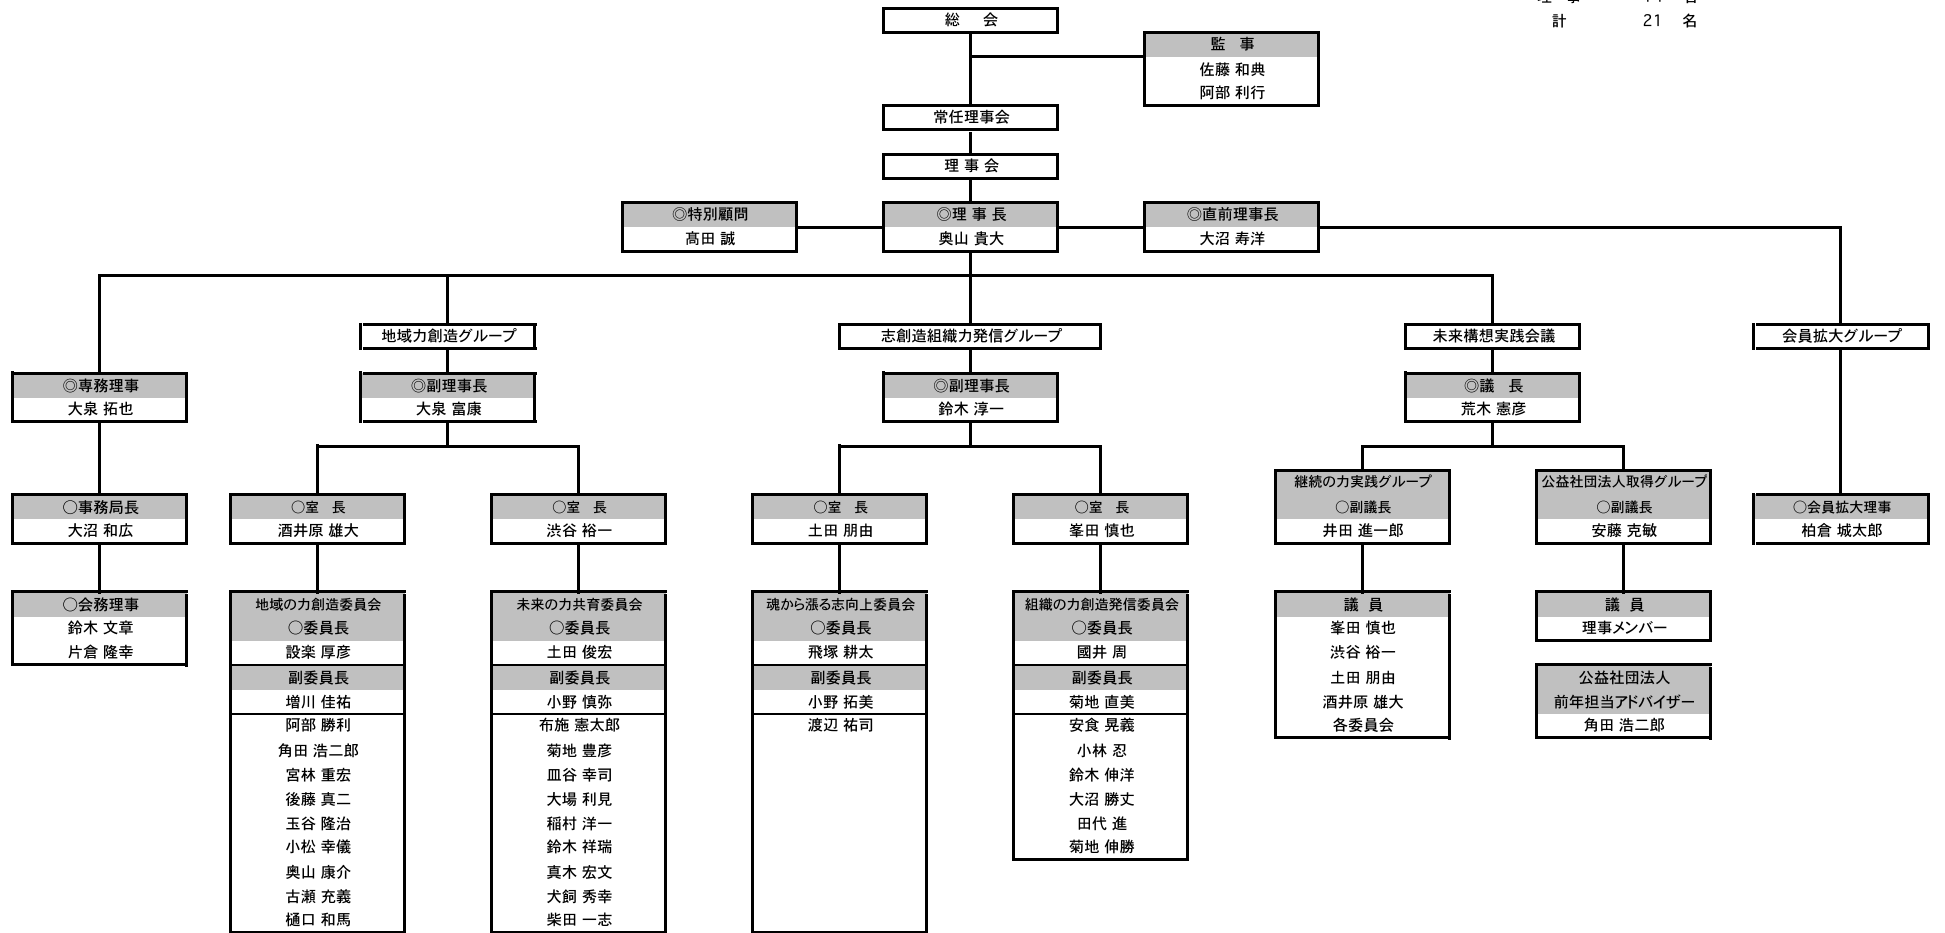 計 21 名
総 会
監 事
佐藤 和典
阿部 利行
常任理事会
理 事 会
◎特別顧問
髙田 誠
◎理 事 長
奥山 貴大
◎直前理事長
大沼 寿洋
地域力創造グループ
志創造組織力発信グループ
未来構想実践会議
会員拡大グループ
◎専務理事
大泉 拓也
◎副理事長
大泉 富康
◎副理事長
鈴木 淳一
◎議 長
荒木 憲彦
○事務局長
大沼 和広
○室 長
酒井原 雄大
○室 長
渋谷 裕一
○室 長
土田 朋由
○室 長
峯田 慎也
継続の力実践グループ
○副議長
井田 進一郎
公益社団法人取得グループ
○副議長
安藤 克敏
○会員拡大理事
柏倉 城太郎
○会務理事
鈴木 文章
片倉 隆幸
地域の力創造委員会
○委員長
設楽 厚彦
副委員長
増川 佳祐
阿部 勝利
角田 浩二郎
宮林 重宏
後藤 真二
玉谷 隆治
小松 幸儀
奥山 康介
古瀬 充義
樋口 和馬
未来の力共育委員会
○委員長
土田 俊宏
副委員長
小野 慎弥
布施 憲太郎
菊地 豊彦
皿谷 幸司
大場 利見
稲村 洋一
鈴木 祥瑞
真木 宏文
犬飼 秀幸
柴田 一志
魂から漲る志向上委員会
○委員長
飛塚 耕太
副委員長
小野 拓美
渡辺 祐司
組織の力創造発信委員会
○委員長
國井 周
副委員長
菊地 直美
安食 晃義
小林 忍
鈴木 伸洋
大沼 勝丈
田代 進
菊地 伸勝
議 員
峯田 慎也
渋谷 裕一
土田 朋由
酒井原 雄大
各委員会
議 員
理事メンバー
公益社団法人
前年担当アドバイザー
角田 浩二郎